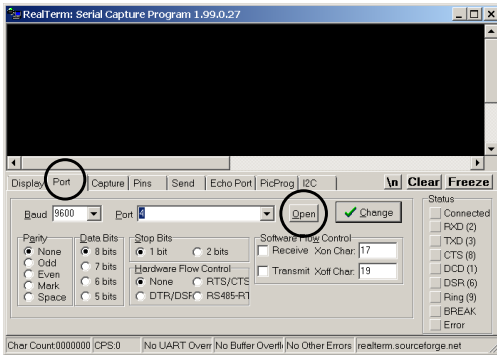 RealTerm: Serial Capture Program 1.99.0.27
Display Port Capture Pins Send Echo Port PicProg I2C \n Clear Freeze
Baud 9600 Port 4 Open Change
Parity
None
Odd
Even
Mark
Space
Data Bits
8 bits
7 bits
6 bits
5 bits
Stop Bits
1 bit 2 bits
Hardware Flow Control
None RTS/CTS
DTR/DSR RS485-RT
Software Flow Control
Receive Xon Char: 17
Transmit Xoff Char: 19
Status
Connected
RXD (2)
TXD (3)
CTS (8)
DCD (1)
DSR (6)
Ring (9)
BREAK
Error
Char Count:0000000 CPS:0 No UART Overr No Buffer Overfl No Other Errors realterm.sourceforge.net